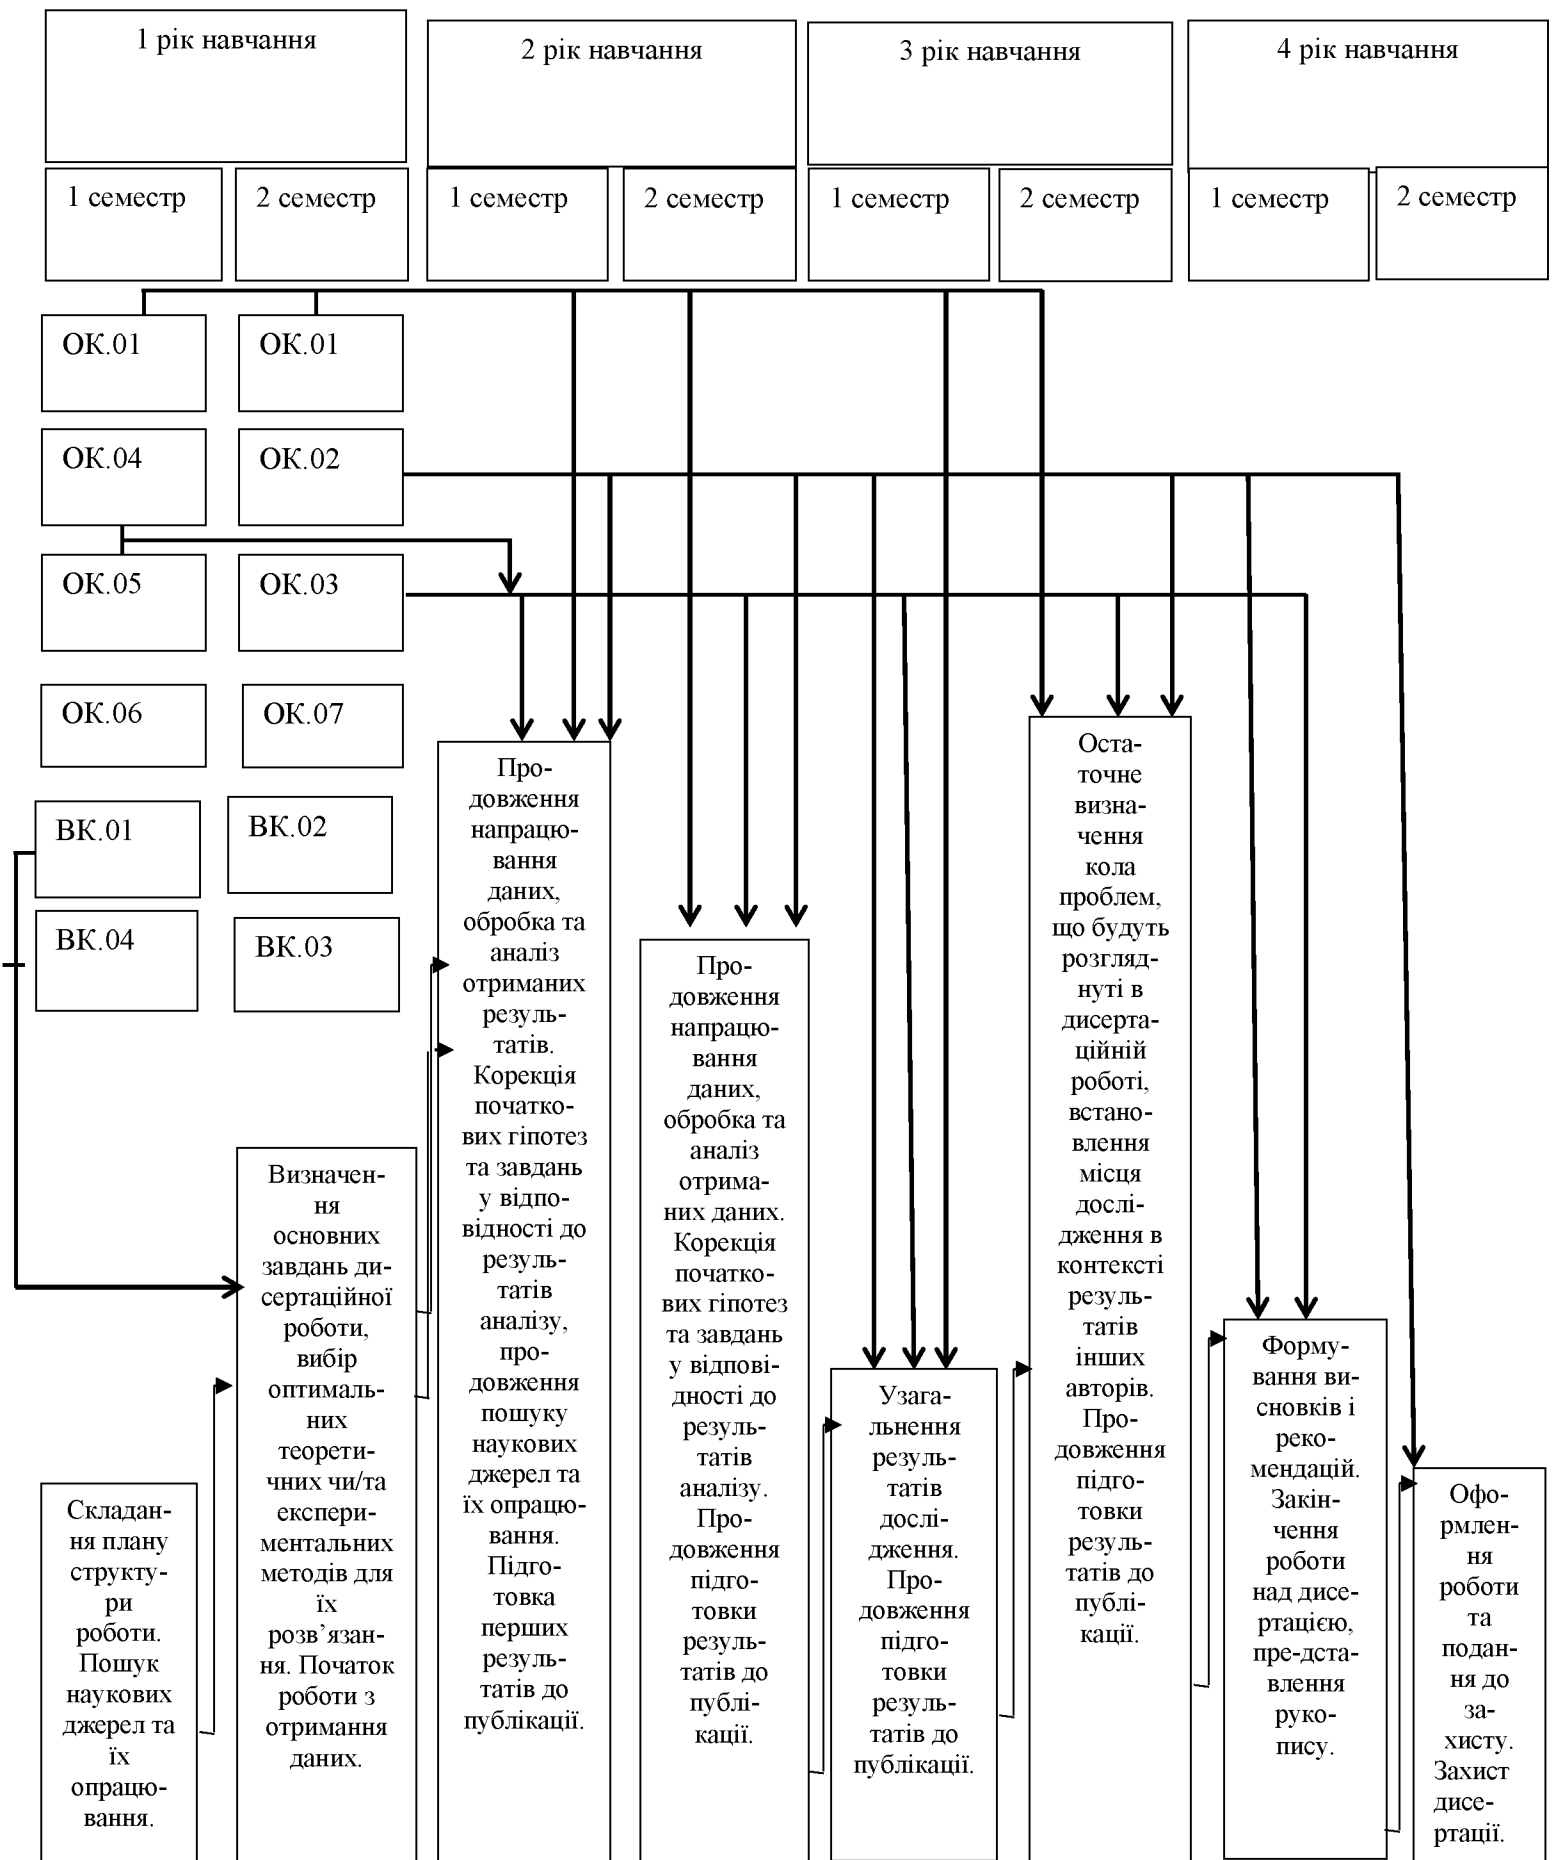 1 рік навчання
2 рік навчання
3 рік навчання
4 рік навчання
1 семестр
2 семестр
1 семестр
2 семестр
1 семестр
2 семестр
1 семестр
2 семестр
ОК.01
ОК.01
ОК.04
ОК.02
ОК.05
ОК.03
ОК.06
ОК.07
ВК.01
ВК.02
ВК.04
ВК.03
Складан-
ня плану
структу-
ри
роботи.
Пошук
наукових
джерел та
їх
опрацю-
вання.
Визначен-
ня
основних
завдань ди-
сертаційної
роботи,
вибір
оптималь-
них
теорети-
чних чи/та
експери-
ментальних
методів для
їх
розв’язан-
ня. Початок
роботи з
отримання
даних.
Про-
довження
напрацю-
вання
даних,
обробка та
аналіз
отриманих
резуль-
татів.
Корекція
початко-
вих гіпотез
та завдань
у відпо-
відності до
резуль-
татів
аналізу,
про-
довження
пошуку
наукових
джерел та
їх опрацю-
вання.
Підго-
товка
перших
резуль-
татів до
публікації.
Про-
довження
напрацю-
вання
даних,
обробка та
аналіз
отрима-
них даних.
Корекція
початко-
вих гіпотез
та завдань
у відпові-
дності до
резуль-
татів
аналізу.
Про-
довження
підго-
товки
резуль-
татів до
публі-
кації.
Узага-
льнення
резуль-
татів
дослі-
дження.
Про-
довження
підго-
товки
резуль-
татів до
публікації.
Оста-
точне
визна-
чення
кола
проблем,
що будуть
розгляд-
нуті в
дисерта-
ційній
роботі,
встано-
влення
місця
дослі-
дження в
контексті
резуль-
татів
інших
авторів.
Про-
довження
підго-
товки
резуль-
татів до
публі-
кації.
Форму-
вання ви-
сновків і
реко-
мендацій.
Закін-
чення
роботи
над дисе-
ртацією,
пре-дста-
влення
руко-
пису.
Офо-
рмлен-
ня
роботи
та
подан-
ня до
за-
хисту.
Захист
дисе-
ртації.